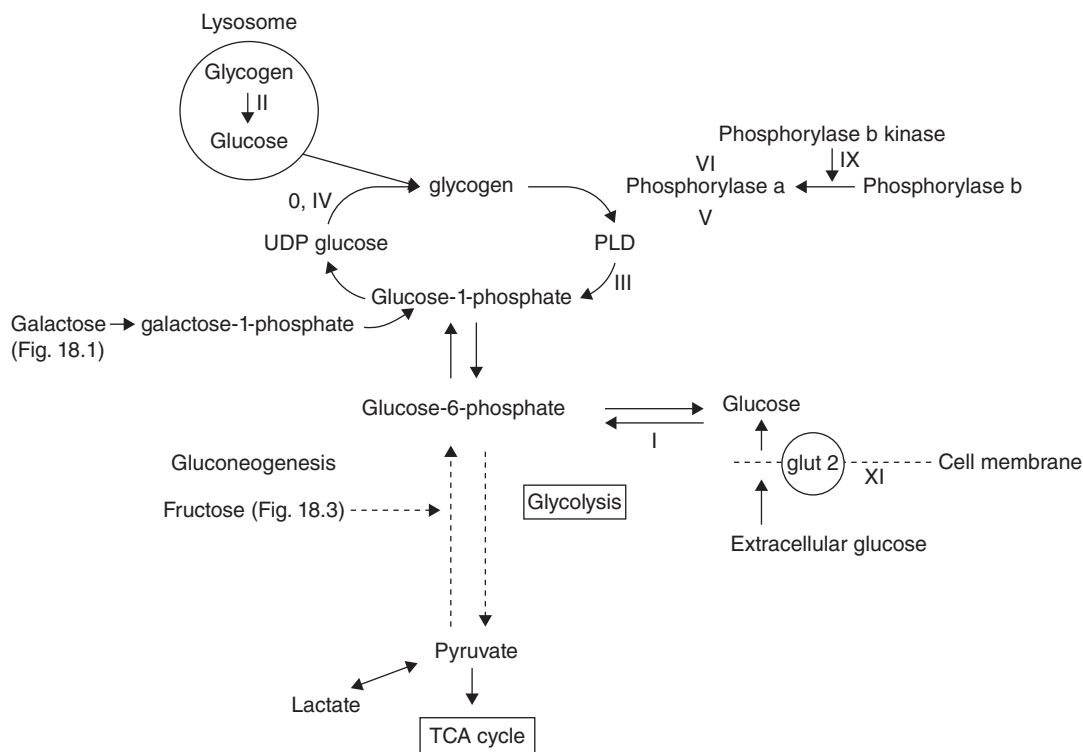 Lysosome
Glycogen
II
Glucose
Phosphorylase b kinase
IX
VI
Phosphorylase a
Phosphorylase b
V
glycogen
0, IV
UDP glucose
PLD
III
Glucose-1-phosphate
Galactose
galactose-1-phosphate
(Fig. 18.1)
Glucose-6-phosphate
Glucose
I
Gluconeogenesis
glut 2
Cell membrane
XI
Fructose (Fig. 18.3)
Glycolysis
Extracellular glucose
Pyruvate
Lactate
TCA cycle